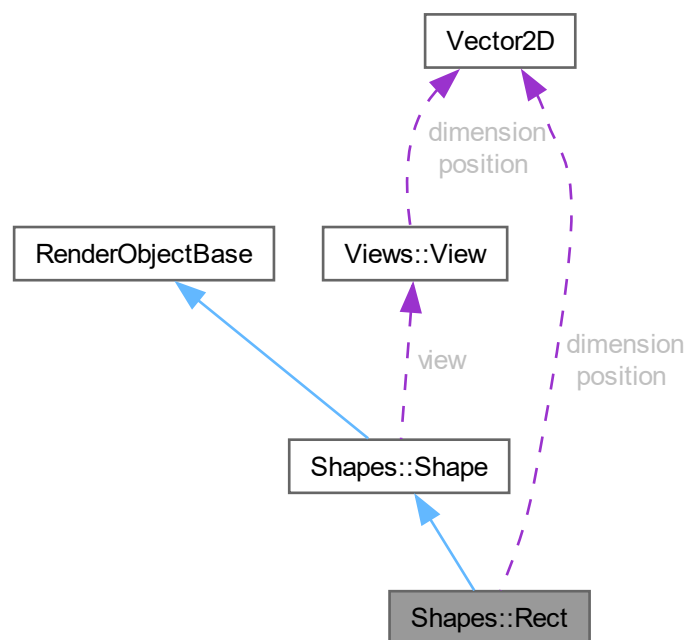 Vector2D
dimension
position
RenderObjectBase
Views::View
dimension
position
view
Shapes::Shape
Shapes::Rect